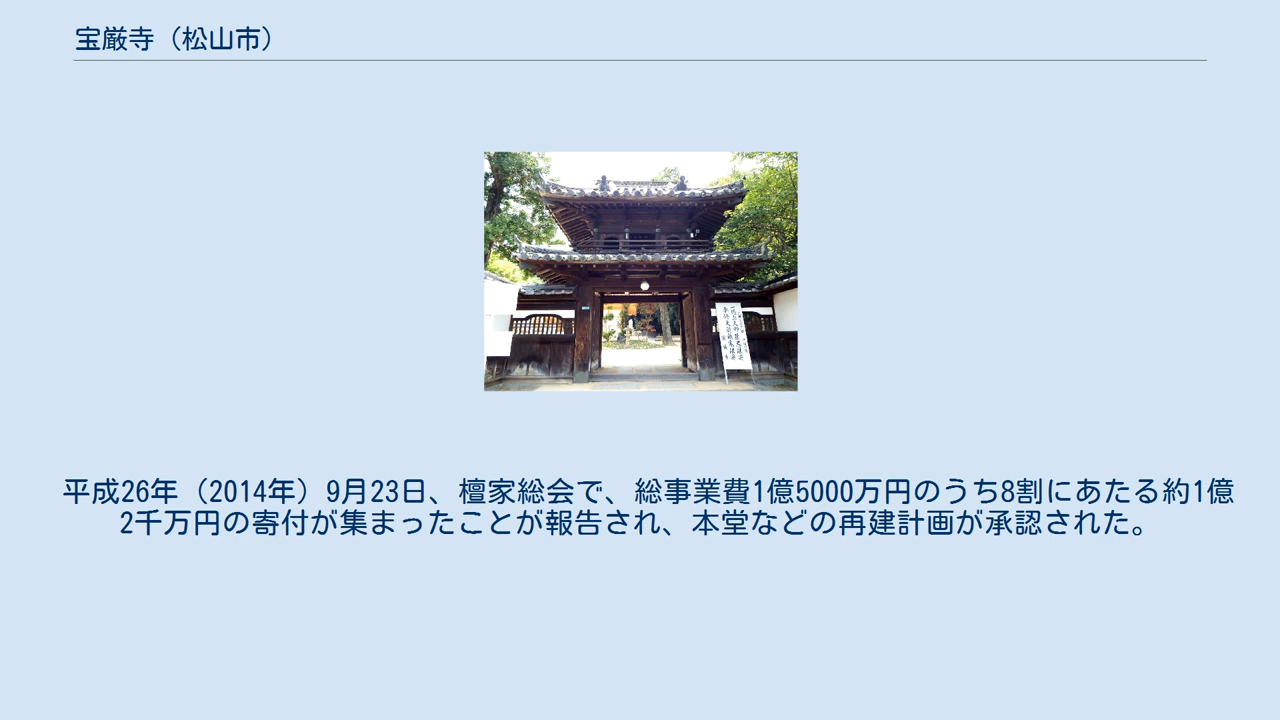 宝厳寺（松山市）
平成26年（2014年）9月23日、檀家総会で、総事業費1億5000万円のうち8割にあたる約1億
2千万円の寄付が集まったことが報告され、本堂などの再建計画が承認された。